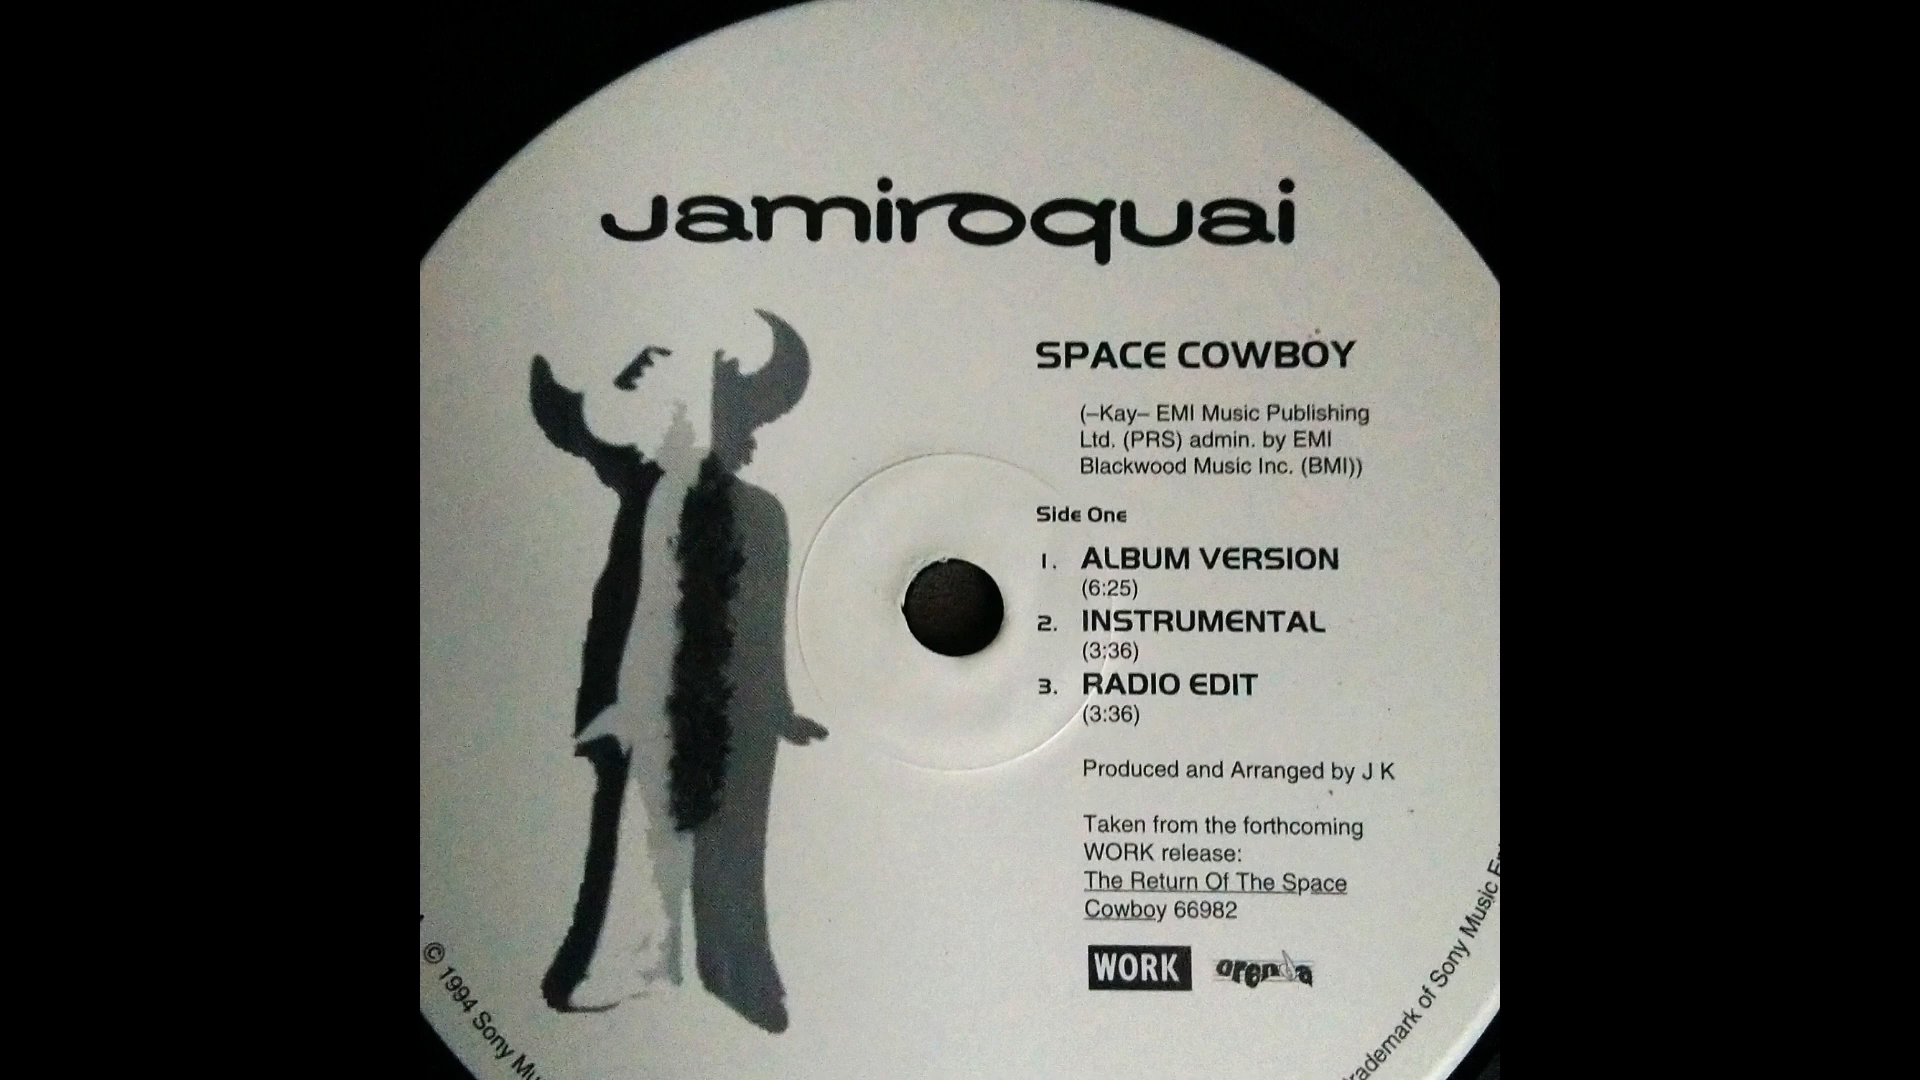 Jamiroquai
SPACE COWBOY
(–Kay– EMI Music Publishing
Ltd. (PRS) admin. by EMI
Blackwood Music Inc. (BMI))
Side One
1. ALBUM VERSION
(6:25)
2. INSTRUMENTAL
(3:36)
3. RADIO EDIT
(3:36)
Produced and Arranged by J K
Taken from the forthcoming
WORK release:
The Return Of The Space
Cowboy 66982
WORK orenda
© 1994 Sony Mu
rademark of Sony Music